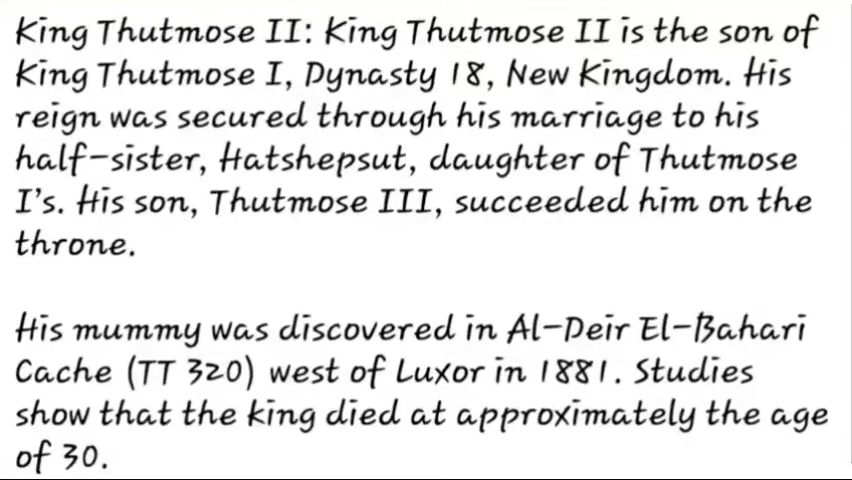 King Thutmose II: King Thutmose II is the son of
King Thutmose I, Dynasty 18, New Kingdom. His
reign was secured through his marriage to his
half-sister, Hatshepsut, daughter of Thutmose
I's. His son, Thutmose III, succeeded him on the
throne.
His mummy was discovered in Al-Deir El-Bahari
Cache (TT 320) west of Luxor in 1881. Studies
show that the king died at approximately the age
of 30.